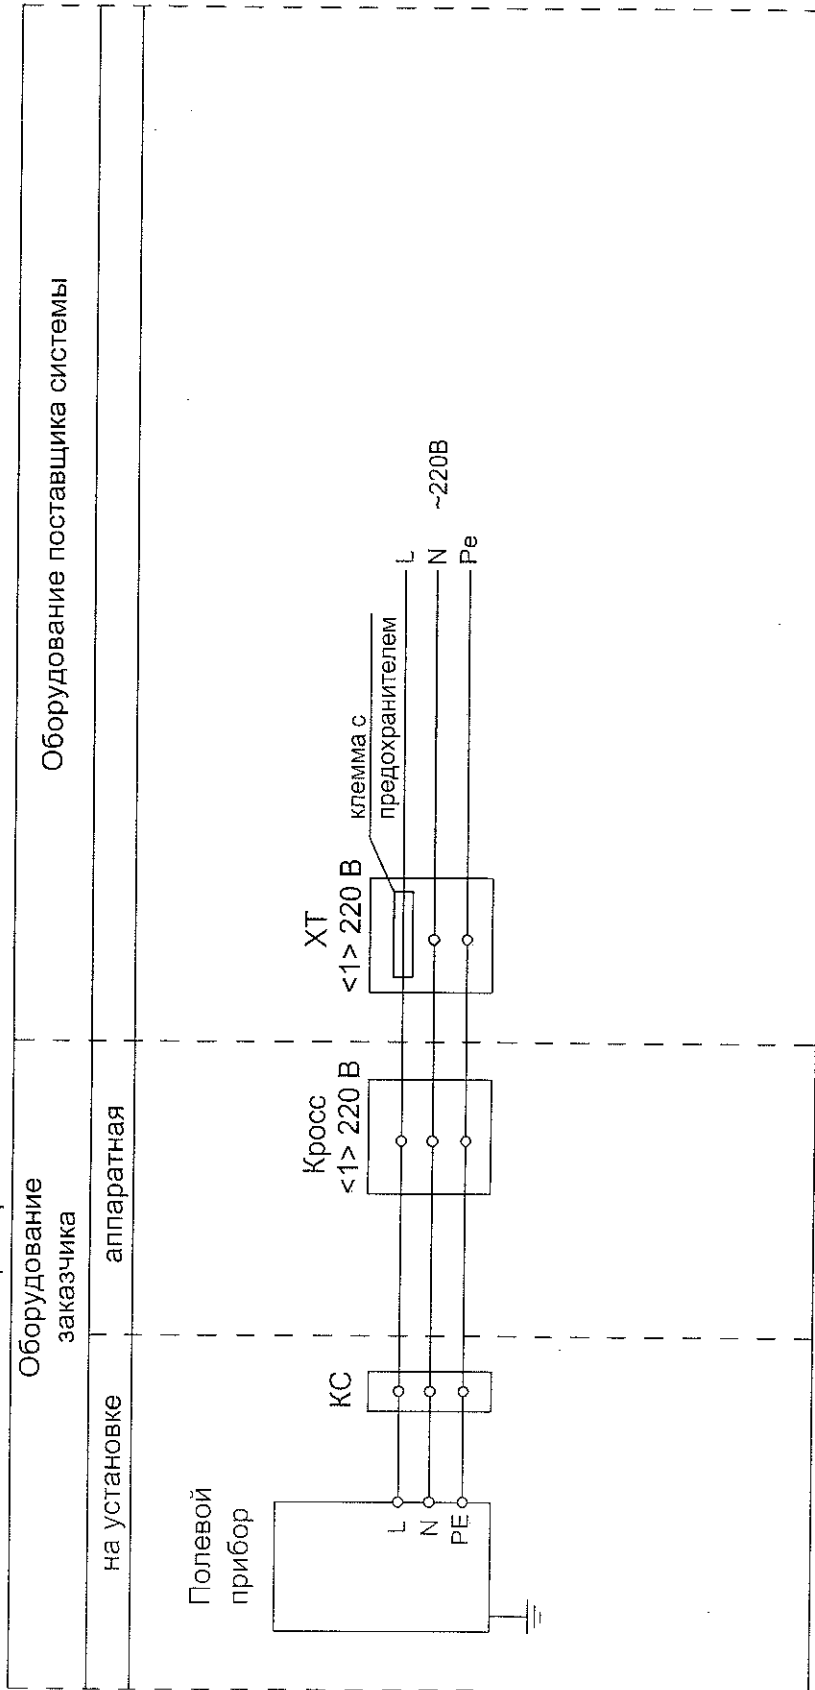 Оборудование
заказчика
Оборудование поставщика системы
на установке
аппаратная
Полевой
прибор
L
N
PE
КС
Кросс
<1> 220 В
ХТ
<1> 220 В
клемма с
предохранителем
L
N
Pe
~220В